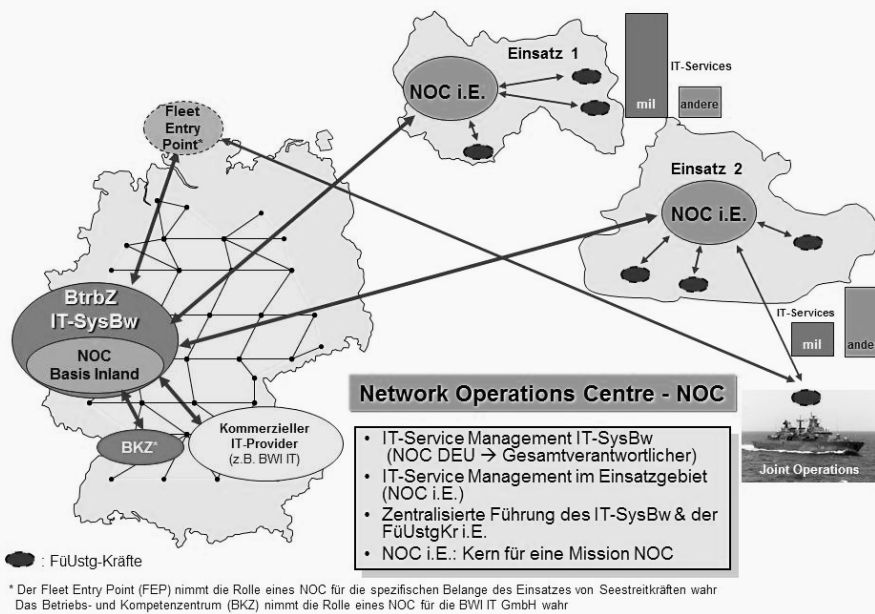 Einsatz 1
NOC i.E.
IT-Services
mil
andere
Fleet
Entry
Point*
Einsatz 2
NOC i.E.
BtrbZ
IT-SysBw
NOC
Basis Inland
IT-Services
mil
ande
BKZ*
Kommerzieller
IT-Provider
(z.B. BWI IT)
Network Operations Centre - NOC
• IT-Service Management IT-SysBw
(NOC DEU → Gesamtverantwortlicher)
• IT-Service Management im Einsatzgebiet
(NOC i.E.)
• Zentralisierte Führung des IT-SysBw & der
FüUstgKr i.E.
• NOC i.E.: Kern für eine Mission NOC
Joint Operations
: FüUstg-Kräfte
* Der Fleet Entry Point (FEP) nimmt die Rolle eines NOC für die spezifischen Belange des Einsatzes von Seestreitkräften wahr
Das Betriebs- und Kompetenzentrum (BKZ) nimmt die Rolle eines NOC für die BWI IT GmbH wahr